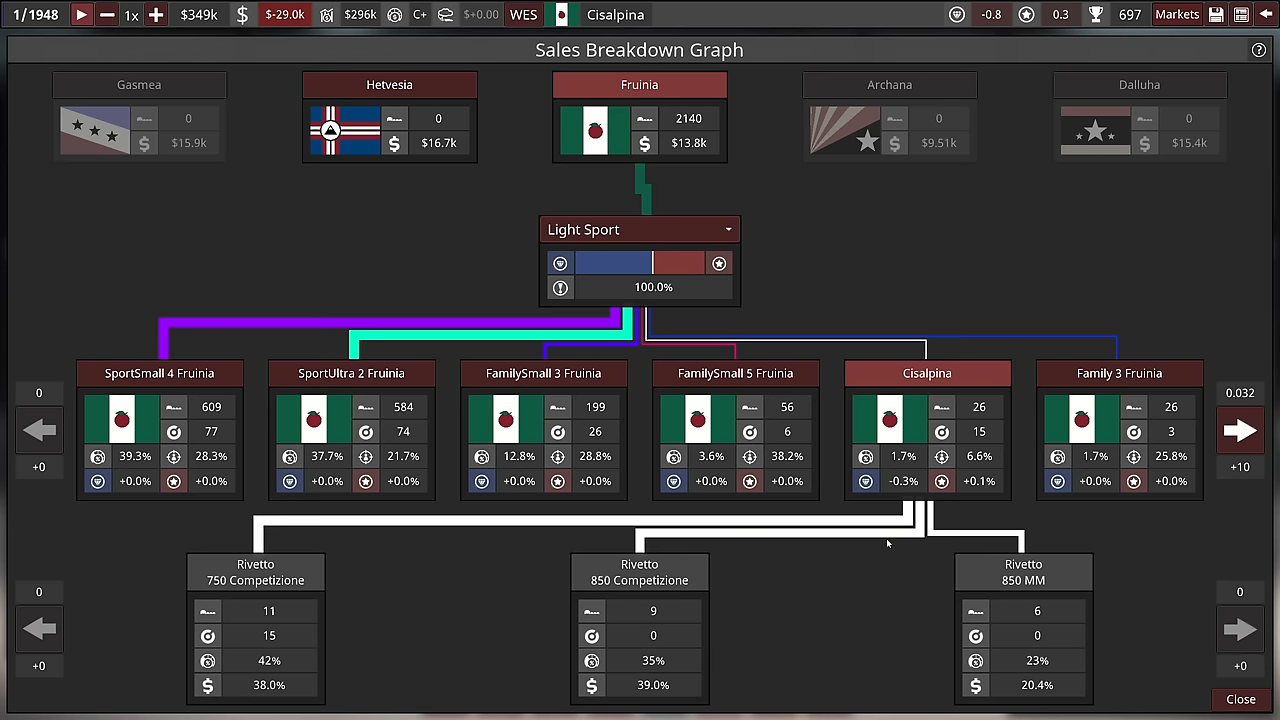 1/1948 1x $349k $ $-29.0k $296k C+ $+0.00 WES Cisalpina -0.8 0.3 697 Markets
Sales Breakdown Graph ?
Gasmea Hetvesia Fruinia Archana Dalluha
0 0 2140 0 0
$ $15.9k $ $16.7k $ $13.8k $ $9.51k $ $15.4k
Light Sport
100.0%
SportSmall 4 Fruinia SportUltra 2 Fruinia FamilySmall 3 Fruinia FamilySmall 5 Fruinia Cisalpina Family 3 Fruinia
0 609 584 199 56 26 26 0.032
77 74 26 6 15 3
39.3% 28.3% 37.7% 21.7% 12.8% 28.8% 3.6% 38.2% 1.7% 6.6% 1.7% 25.8%
+0 +0.0% +0.0% +0.0% +0.0% +0.0% +0.0% +0.0% +0.0% -0.3% +0.1% +0.0% +0.0% +10
Rivetto Rivetto Rivetto
750 Competizione 850 Competizione 850 MM
0 11 9 6 0
15 0 0
+0 42% 35% 23% +0
$ 38.0% $ 39.0% $ 20.4%
Close